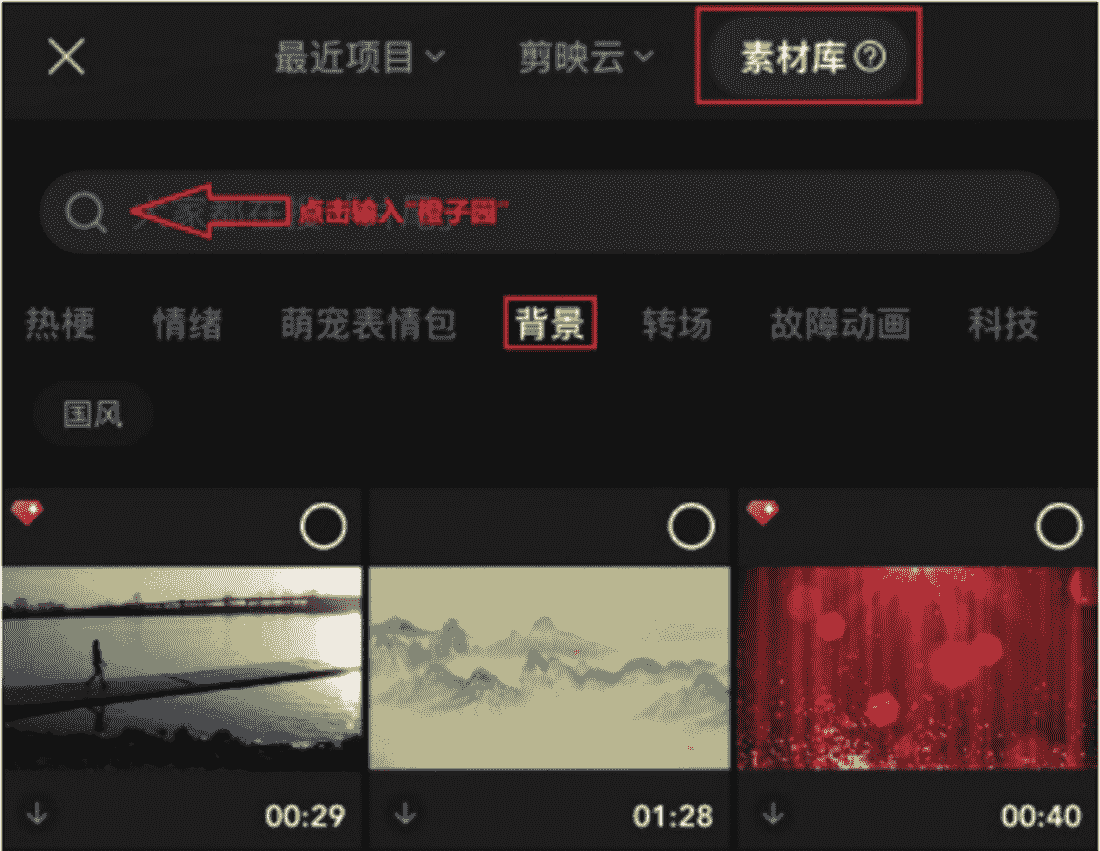 最近项目 剪映云 素材库
点击输入“橙子园”
热梗 情绪 萌宠表情包 背景 转场 故障动画 科技
国风
00:29 01:28 00:40